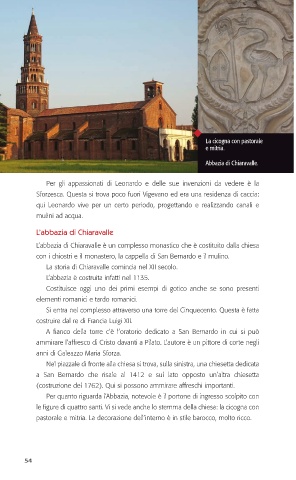 La cicogna con pastorale
e mitria.
Abbazia di Chiaravalle.
Per gli appassionati di Leonardo e delle sue invenzioni da vedere è la
Sforzesca. Questa si trova poco fuori Vigevano ed era una residenza di caccia:
qui Leonardo vive per un certo periodo, progettando e realizzando canali e
mulini ad acqua.
L'abbazia di Chiaravalle
L'abbazia di Chiaravalle è un complesso monastico che è costituito dalla chiesa
con i chiostri e il monastero, la cappella di San Bernardo e il mulino.
La storia di Chiaravalle comincia nel XII secolo.
L'abbazia è costruita infatti nel 1135.
Costituisce oggi uno dei primi esempi di gotico anche se sono presenti
elementi romanici e tardo romanici.
Si entra nel complesso attraverso una torre del Cinquecento. Questa è fatta
costruire dal re di Francia Luigi XII.
A fianco della torre c'è l'oratorio dedicato a San Bernardo in cui si può
ammirare l'affresco di Cristo davanti a Pilato. L'autore è un pittore di corte negli
anni di Galeazzo Maria Sforza.
Nel piazzale di fronte alla chiesa si trova, sulla sinistra, una chiesetta dedicata
a San Bernardo che risale al 1412 e sul lato opposto un'altra chiesetta
(costruzione del 1762). Qui si possono ammirare affreschi importanti.
Per quanto riguarda l'Abbazia, notevole è il portone di ingresso scolpito con
le figure di quattro santi. Vi si vede anche lo stemma della chiesa: la cicogna con
pastorale e mitria. La decorazione dell'interno è in stile barocco, molto ricco.
54